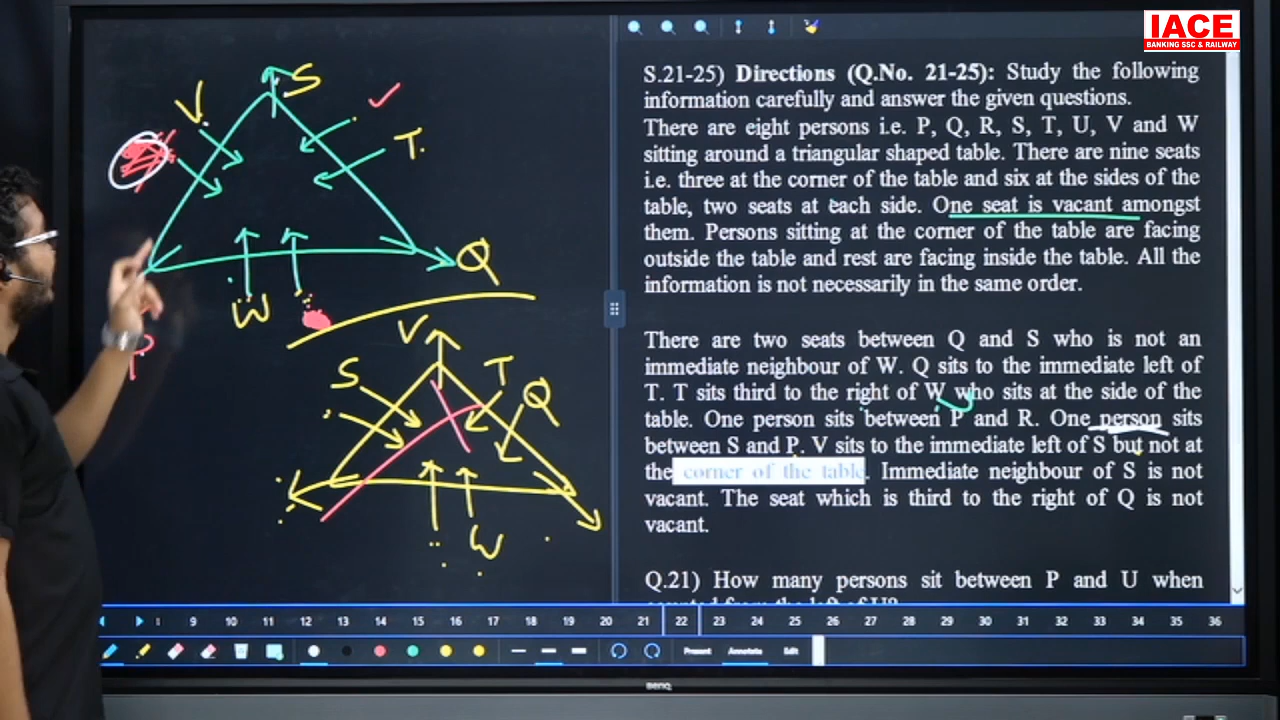 IACE
BANKING SSC & RAILWAY
S
V.
T.
Q
W
P
V
S
T
Q
W
S.21-25) Directions (Q.No. 21-25): Study the following
information carefully and answer the given questions.
There are eight persons i.e. P, Q, R, S, T, U, V and W
sitting around a triangular shaped table. There are nine seats
i.e. three at the corner of the table and six at the sides of the
table, two seats at each side. One seat is vacant amongst
them. Persons sitting at the corner of the table are facing
outside the table and rest are facing inside the table. All the
information is not necessarily in the same order.
There are two seats between Q and S who is not an
immediate neighbour of W. Q sits to the immediate left of
T. T sits third to the right of W who sits at the side of the
table. One person sits between P and R. One person sits
between S and P. V sits to the immediate left of S but not at
the corner of the table. Immediate neighbour of S is not
vacant. The seat which is third to the right of Q is not
vacant.
Q.21) How many persons sit between P and U when
counted from the left of U?
9 10 11 12 13 14 15 16 17 18 19 20 21 22 23 24 25 26 27 28 29 30 31 32 33 34 35 36
Present Annotate Edit
BenQ